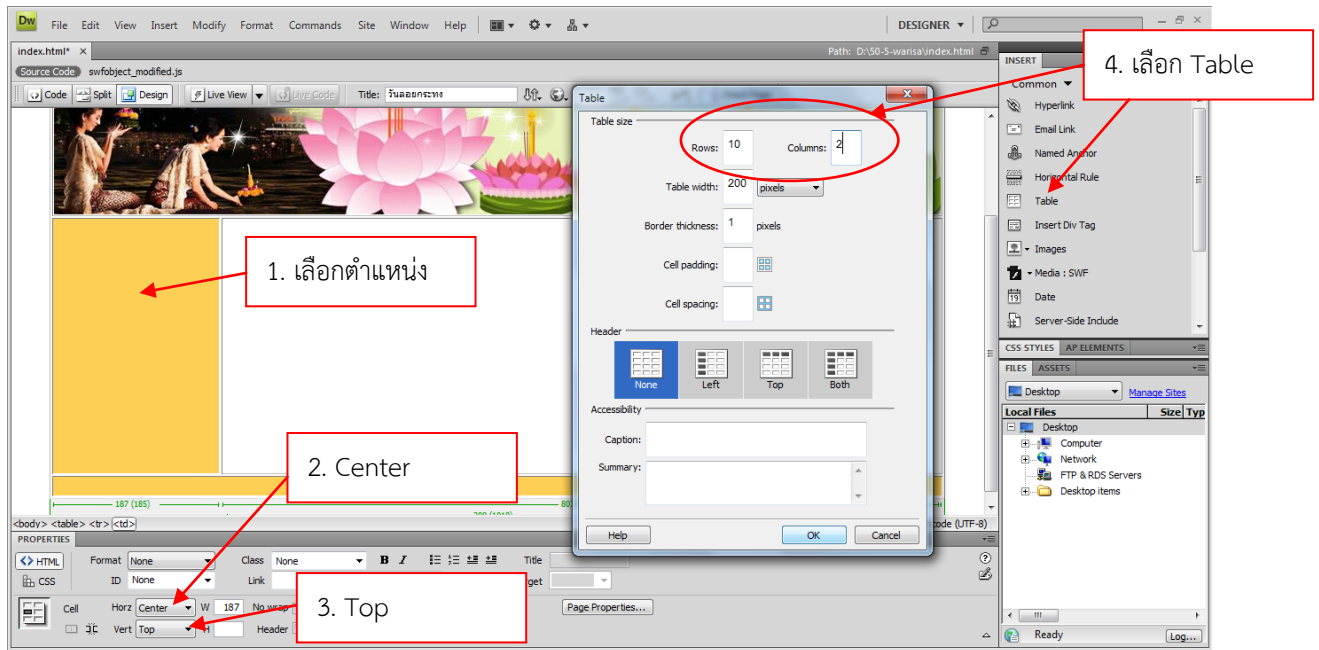 Dw File Edit View Insert Modify Format Commands Site Window Help DESIGNER
index.html* × Path: D:\50-5-warisa\index.html
Source Code swfobject_modified.js
Code Split Design Live View Live Code Title: วันลอยกระทง
INSERT
4. เลือก Table
Common
Hyperlink
Email Link
Named Anchor
Horizontal Rule
Table
Insert Div Tag
Images
Media : SWF
19 Date
Server-Side Include
Table
Table size
Rows: 10 Columns: 2
Table width: 200 pixels
Border thickness: 1 pixels
Cell padding:
Cell spacing:
Header
None Left Top Both
Accessibility
Caption:
Summary:
Help OK Cancel
1. เลือกตำแหน่ง
2. Center
3. Top
CSS STYLES AP ELEMENTS
FILES ASSETS
Desktop Manage Sites
Local Files Size Typ
Desktop
Computer
Network
FTP & RDS Servers
Desktop items
187 (185)
<body> <table> <tr> <td> code (UTF-8)
PROPERTIES
HTML Format None Class None B I Title
CSS ID None Link get
Cell Horz Center W 187 No wrap Page Properties...
Vert Top H Header
Ready Log...